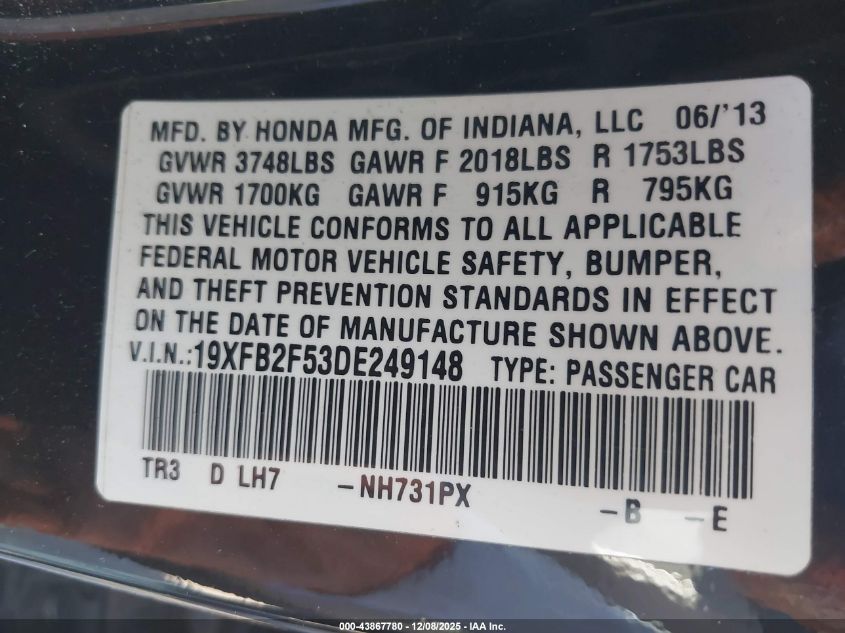 MFD. BY HONDA MFG. OF INDIANA, LLC 06/'13
GVWR 3748LBS GAWR F 2018LBS R 1753LBS
GVWR 1700KG GAWR F 915KG R 795KG
THIS VEHICLE CONFORMS TO ALL APPLICABLE
FEDERAL MOTOR VEHICLE SAFETY, BUMPER,
AND THEFT PREVENTION STANDARDS IN EFFECT
ON THE DATE OF MANUFACTURE SHOWN ABOVE.
V.I.N.:19XFB2F53DE249148 TYPE: PASSENGER CAR
TR3 D LH7 -NH731PX -B -E
000-43867780 - 12/08/2025 - IAA Inc.